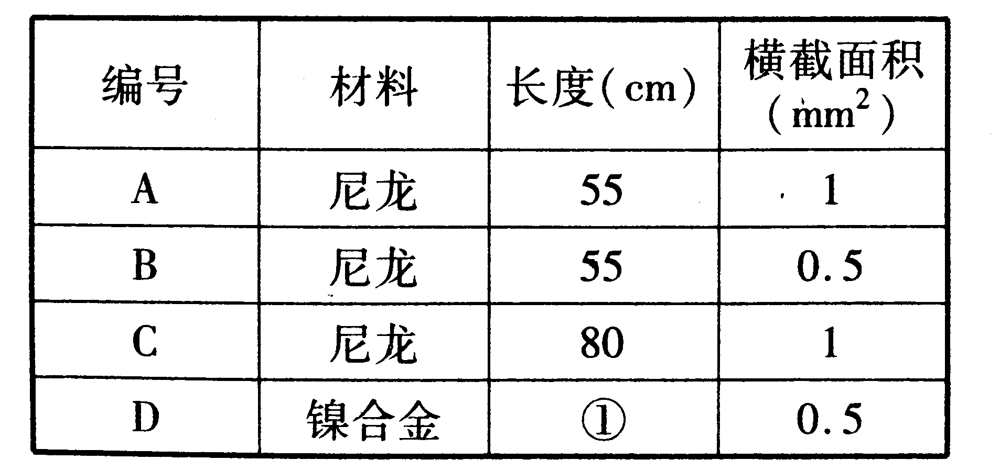 编号 材料 长度(cm) 横截面积(mm²)
A 尼龙 55 1
B 尼龙 55 0.5
C 尼龙 80 1
D 镍合金 ① 0.5